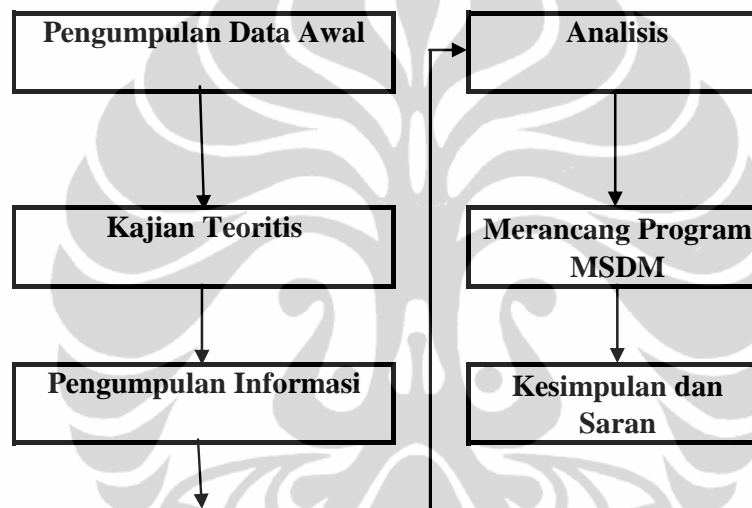 Pengumpulan Data Awal
Kajian Teoritis
Pengumpulan Informasi
Analisis
Merancang Program
MSDM
Kesimpulan dan
Saran